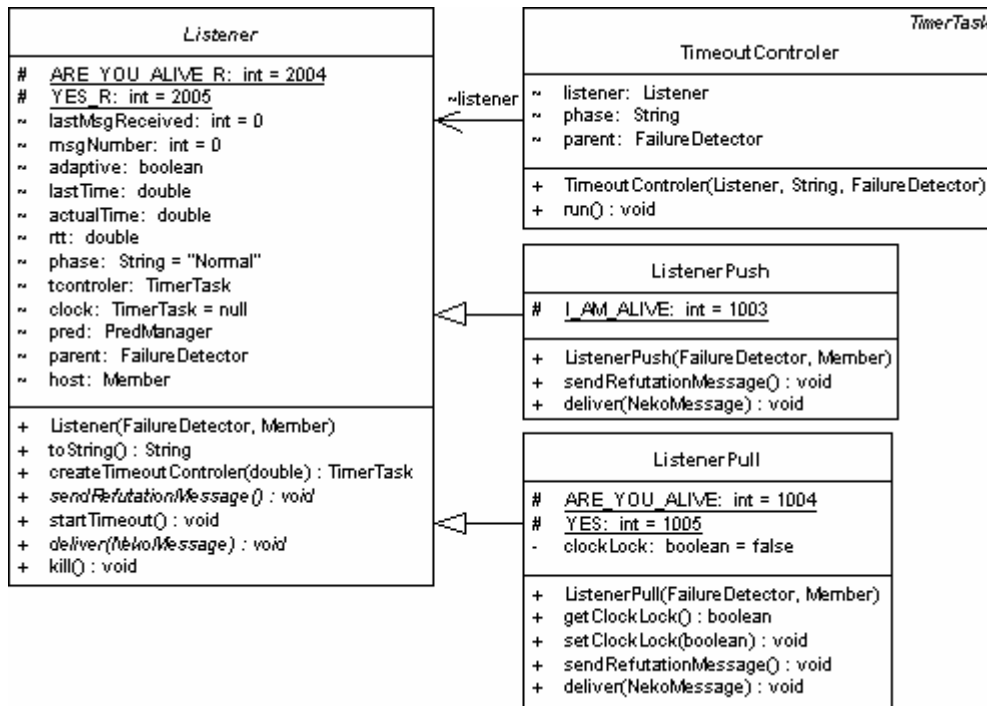 Listener
# ARE_YOU_ALIVE_R: int = 2004
# YES_R: int = 2005
~ lastMsgReceived: int = 0
~ msgNumber: int = 0
~ adaptive: boolean
~ lastTime: double
~ actualTime: double
~ rtt: double
~ phase: String = "Normal"
~ tcontroler: TimerTask
~ clock: TimerTask = null
~ pred: PredManager
~ parent: FailureDetector
~ host: Member
+ Listener(FailureDetector, Member)
+ toString() : String
+ createTimeoutControler(double) : TimerTask
+ sendRefutationMessage() : void
+ startTimeout() : void
+ deliver(NekoMessage) : void
+ kill() : void
~listener
TimerTask
TimeoutControler
~ listener: Listener
~ phase: String
~ parent: FailureDetector
+ TimeoutControler(Listener, String, FailureDetector)
+ run() : void
ListenerPush
# I_AM_ALIVE: int = 1003
+ ListenerPush(FailureDetector, Member)
+ sendRefutationMessage() : void
+ deliver(NekoMessage) : void
ListenerPull
# ARE_YOU_ALIVE: int = 1004
# YES: int = 1005
- clockLock: boolean = false
+ ListenerPull(FailureDetector, Member)
+ getClockLock() : boolean
+ setClockLock(boolean) : void
+ sendRefutationMessage() : void
+ deliver(NekoMessage) : void